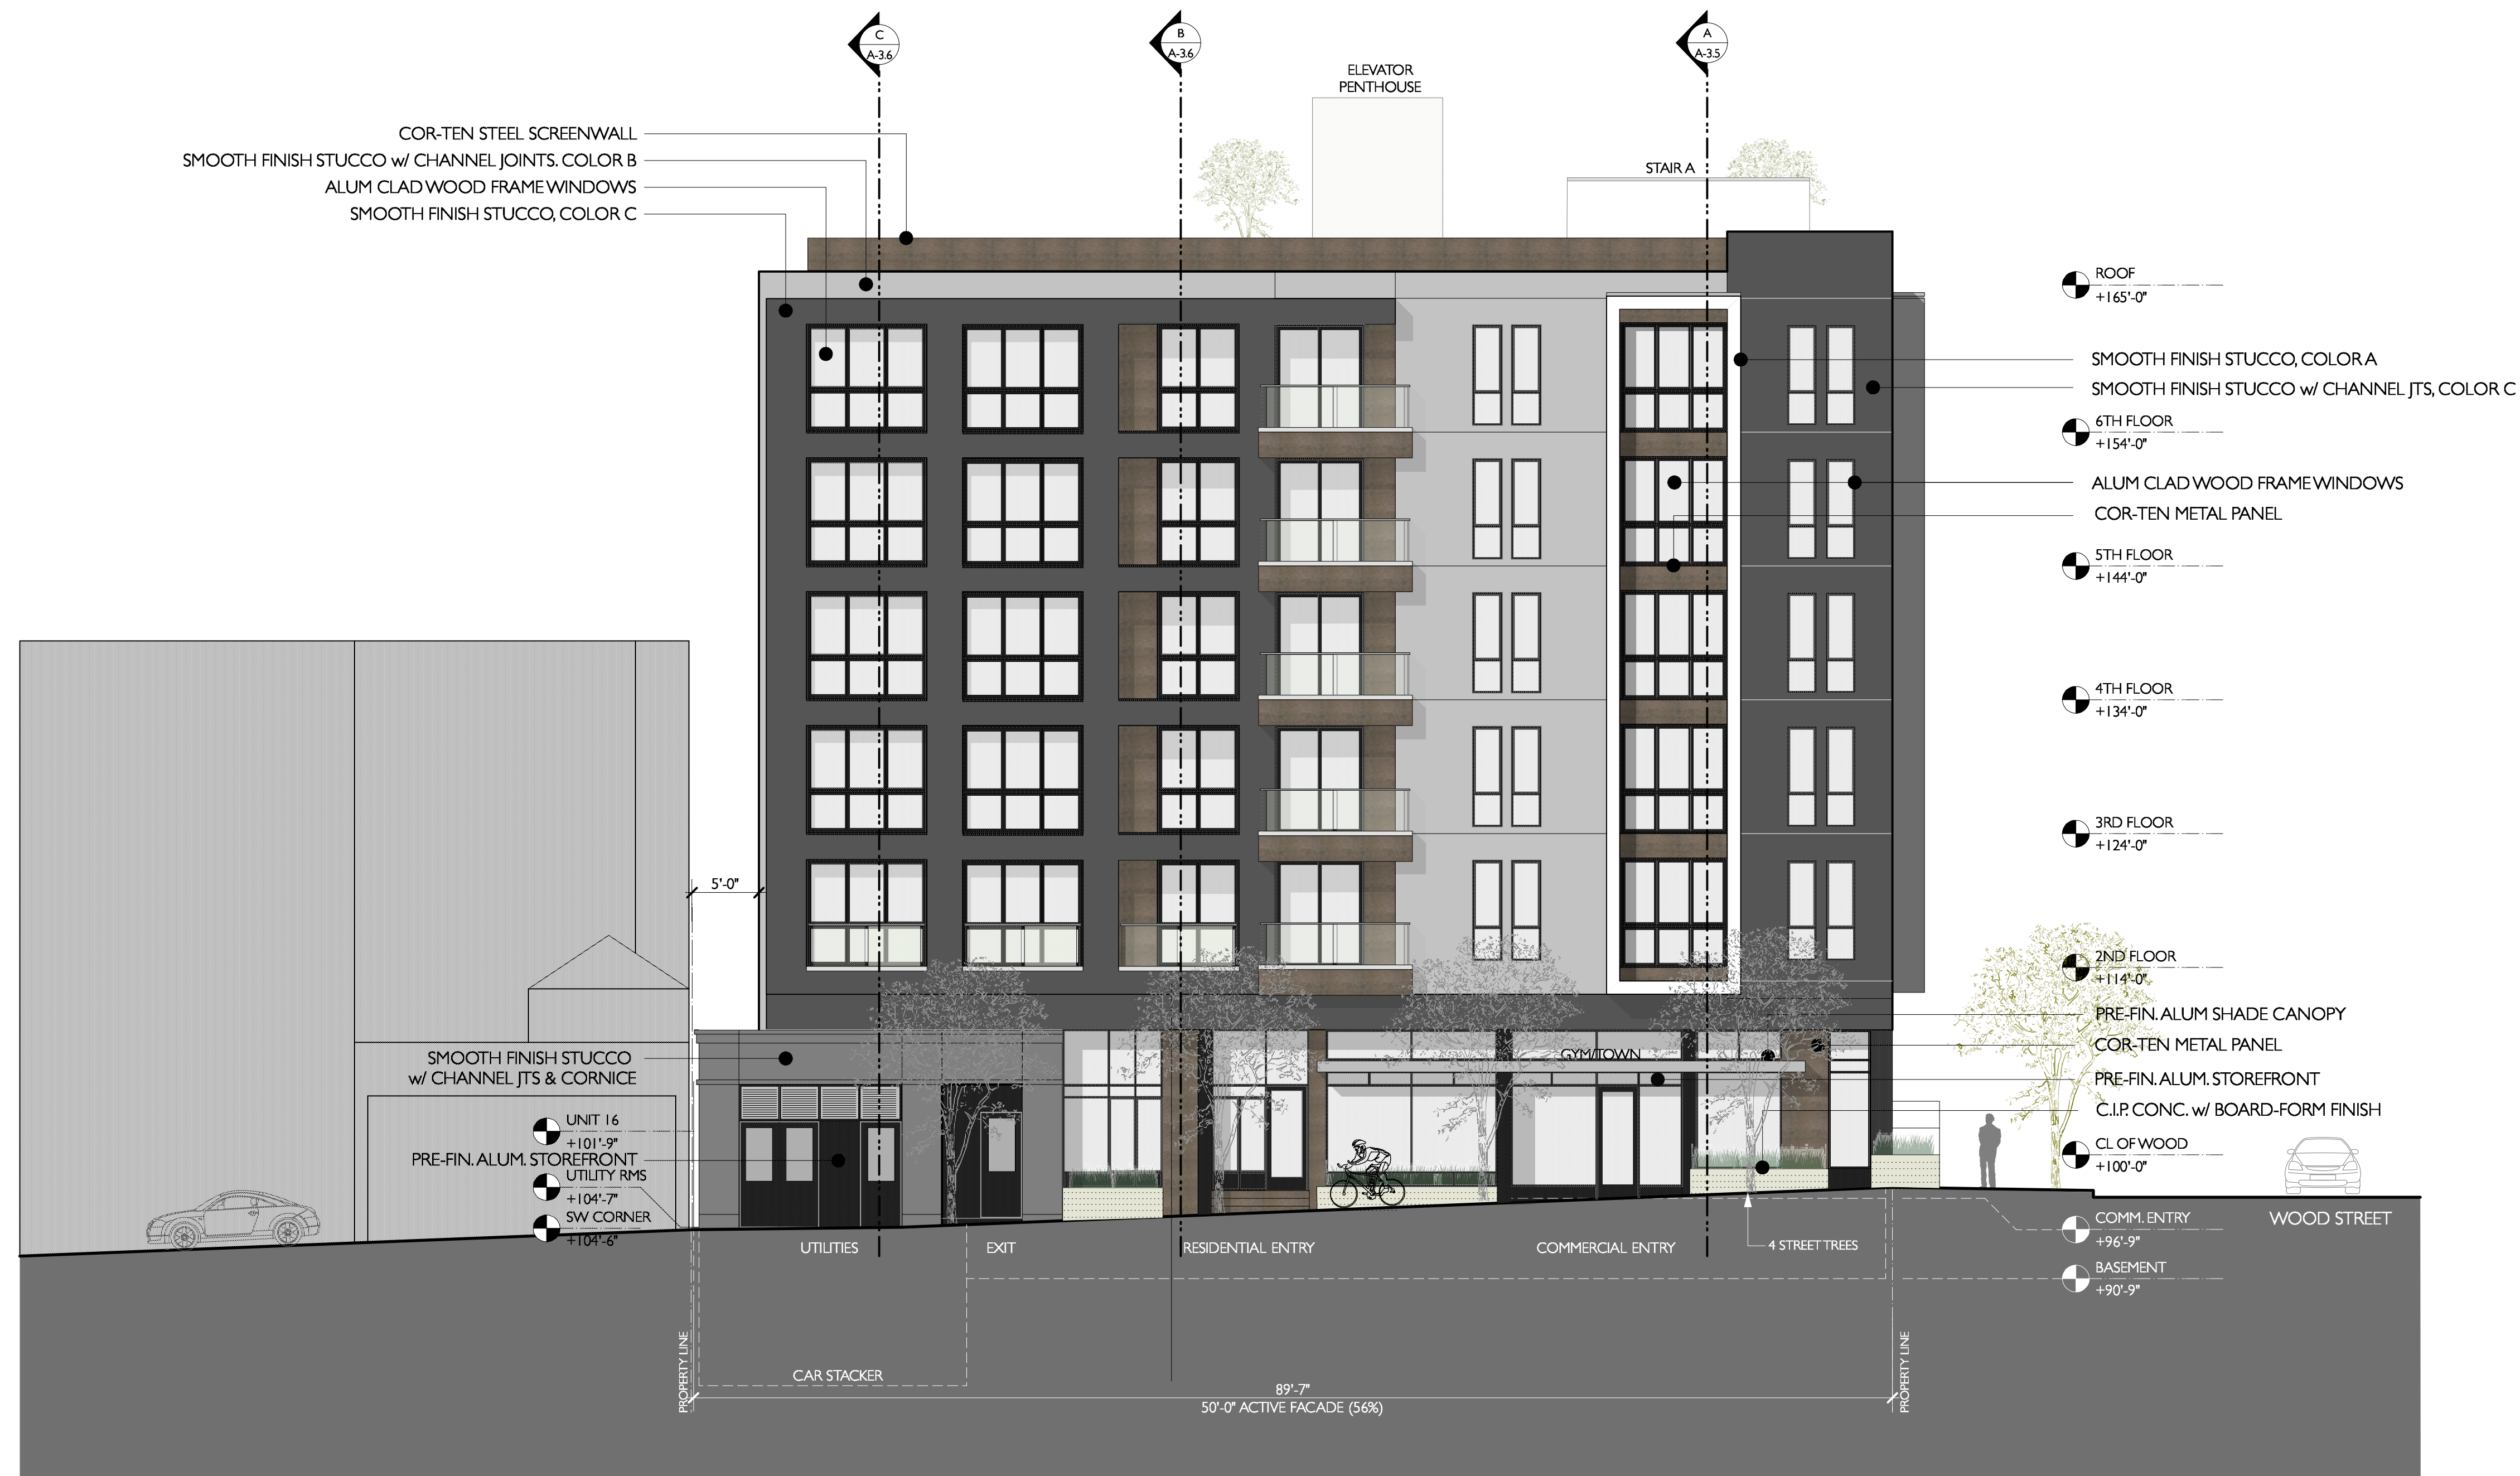 C
A-3.6
B
A-3.6
A
A-3.5
ELEVATOR
PENTHOUSE
STAIR A
COR-TEN STEEL SCREENWALL
SMOOTH FINISH STUCCO w/ CHANNEL JOINTS. COLOR B
ALUM CLAD WOOD FRAME WINDOWS
SMOOTH FINISH STUCCO, COLOR C
ROOF
+165'-0"
SMOOTH FINISH STUCCO, COLOR A
SMOOTH FINISH STUCCO w/ CHANNEL JTS, COLOR C
6TH FLOOR
+154'-0"
ALUM CLAD WOOD FRAME WINDOWS
COR-TEN METAL PANEL
5TH FLOOR
+144'-0"
4TH FLOOR
+134'-0"
3RD FLOOR
+124'-0"
5'-0"
2ND FLOOR
+114'-0"
PRE-FIN. ALUM SHADE CANOPY
COR-TEN METAL PANEL
PRE-FIN. ALUM. STOREFRONT
C.I.P. CONC. w/ BOARD-FORM FINISH
CL OF WOOD
+100'-0"
GYM/TOWN
SMOOTH FINISH STUCCO
w/ CHANNEL JTS & CORNICE
UNIT 16
+101'-9"
PRE-FIN. ALUM. STOREFRONT
UTILITY RMS
+104'-7"
SW CORNER
+104'-6"
COMM. ENTRY
+96'-9"
WOOD STREET
BASEMENT
+90'-9"
UTILITIES
EXIT
RESIDENTIAL ENTRY
COMMERCIAL ENTRY
4 STREET TREES
PROPERTY LINE
CAR STACKER
89'-7"
50'-0" ACTIVE FACADE (56%)
PROPERTY LINE